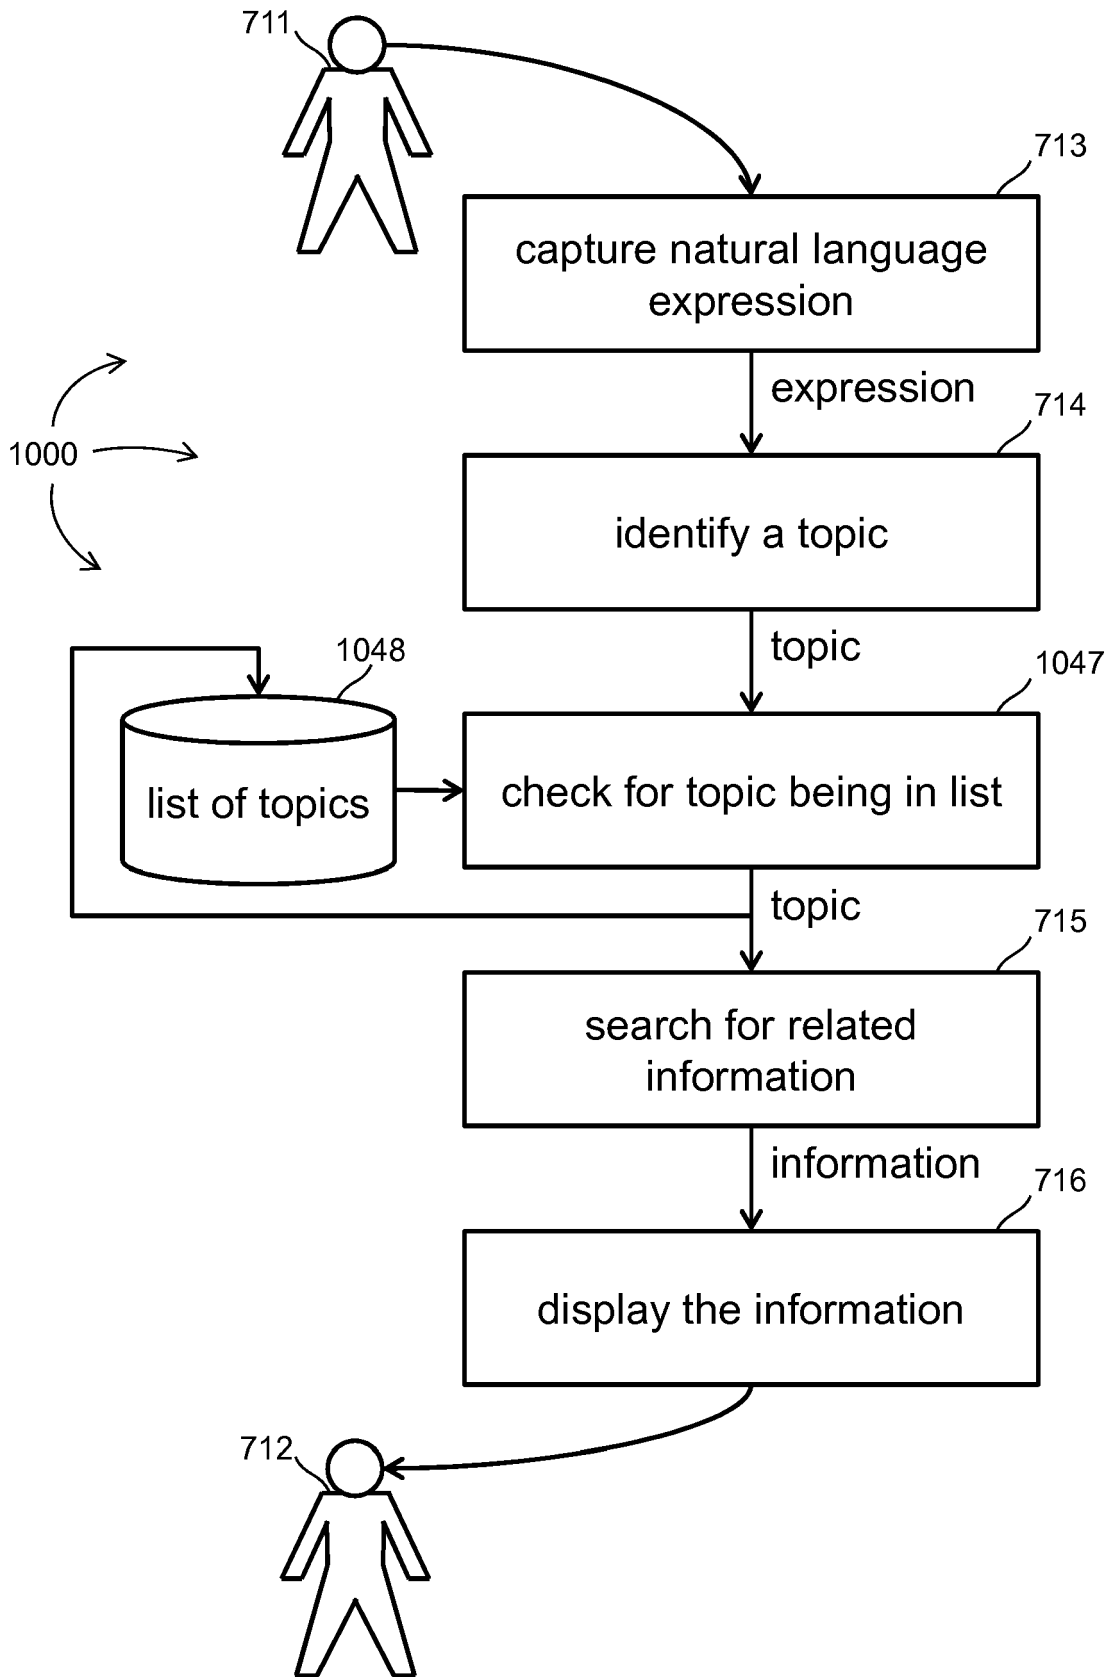 711
713
capture natural language
expression
expression
714
1000
identify a topic
topic
1048
1047
list of topics
check for topic being in list
topic
715
search for related
information
information
716
display the information
712